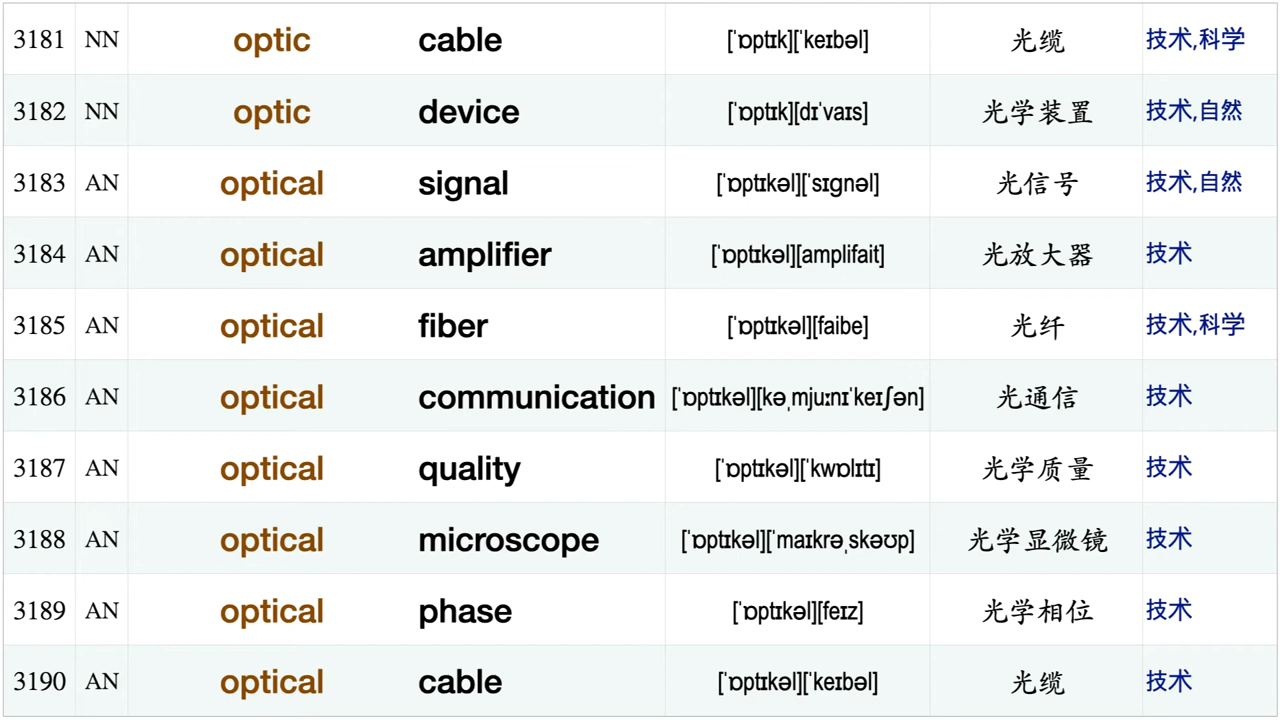 3181 NN optic cable [ˈɒptɪk][ˈkeɪbəl] 光缆 技术,科学
3182 NN optic device [ˈɒptɪk][dɪˈvaɪs] 光学装置 技术,自然
3183 AN optical signal [ˈɒptɪkəl][ˈsɪɡnəl] 光信号 技术,自然
3184 AN optical amplifier [ˈɒptɪkəl][amplifait] 光放大器 技术
3185 AN optical fiber [ˈɒptɪkəl][faibe] 光纤 技术,科学
3186 AN optical communication [ˈɒptɪkəl][kəˌmjuːnɪˈkeɪʃən] 光通信 技术
3187 AN optical quality [ˈɒptɪkəl][ˈkwɒlɪtɪ] 光学质量 技术
3188 AN optical microscope [ˈɒptɪkəl][ˈmaɪkrəˌskəʊp] 光学显微镜 技术
3189 AN optical phase [ˈɒptɪkəl][feɪz] 光学相位 技术
3190 AN optical cable [ˈɒptɪkəl][ˈkeɪbəl] 光缆 技术